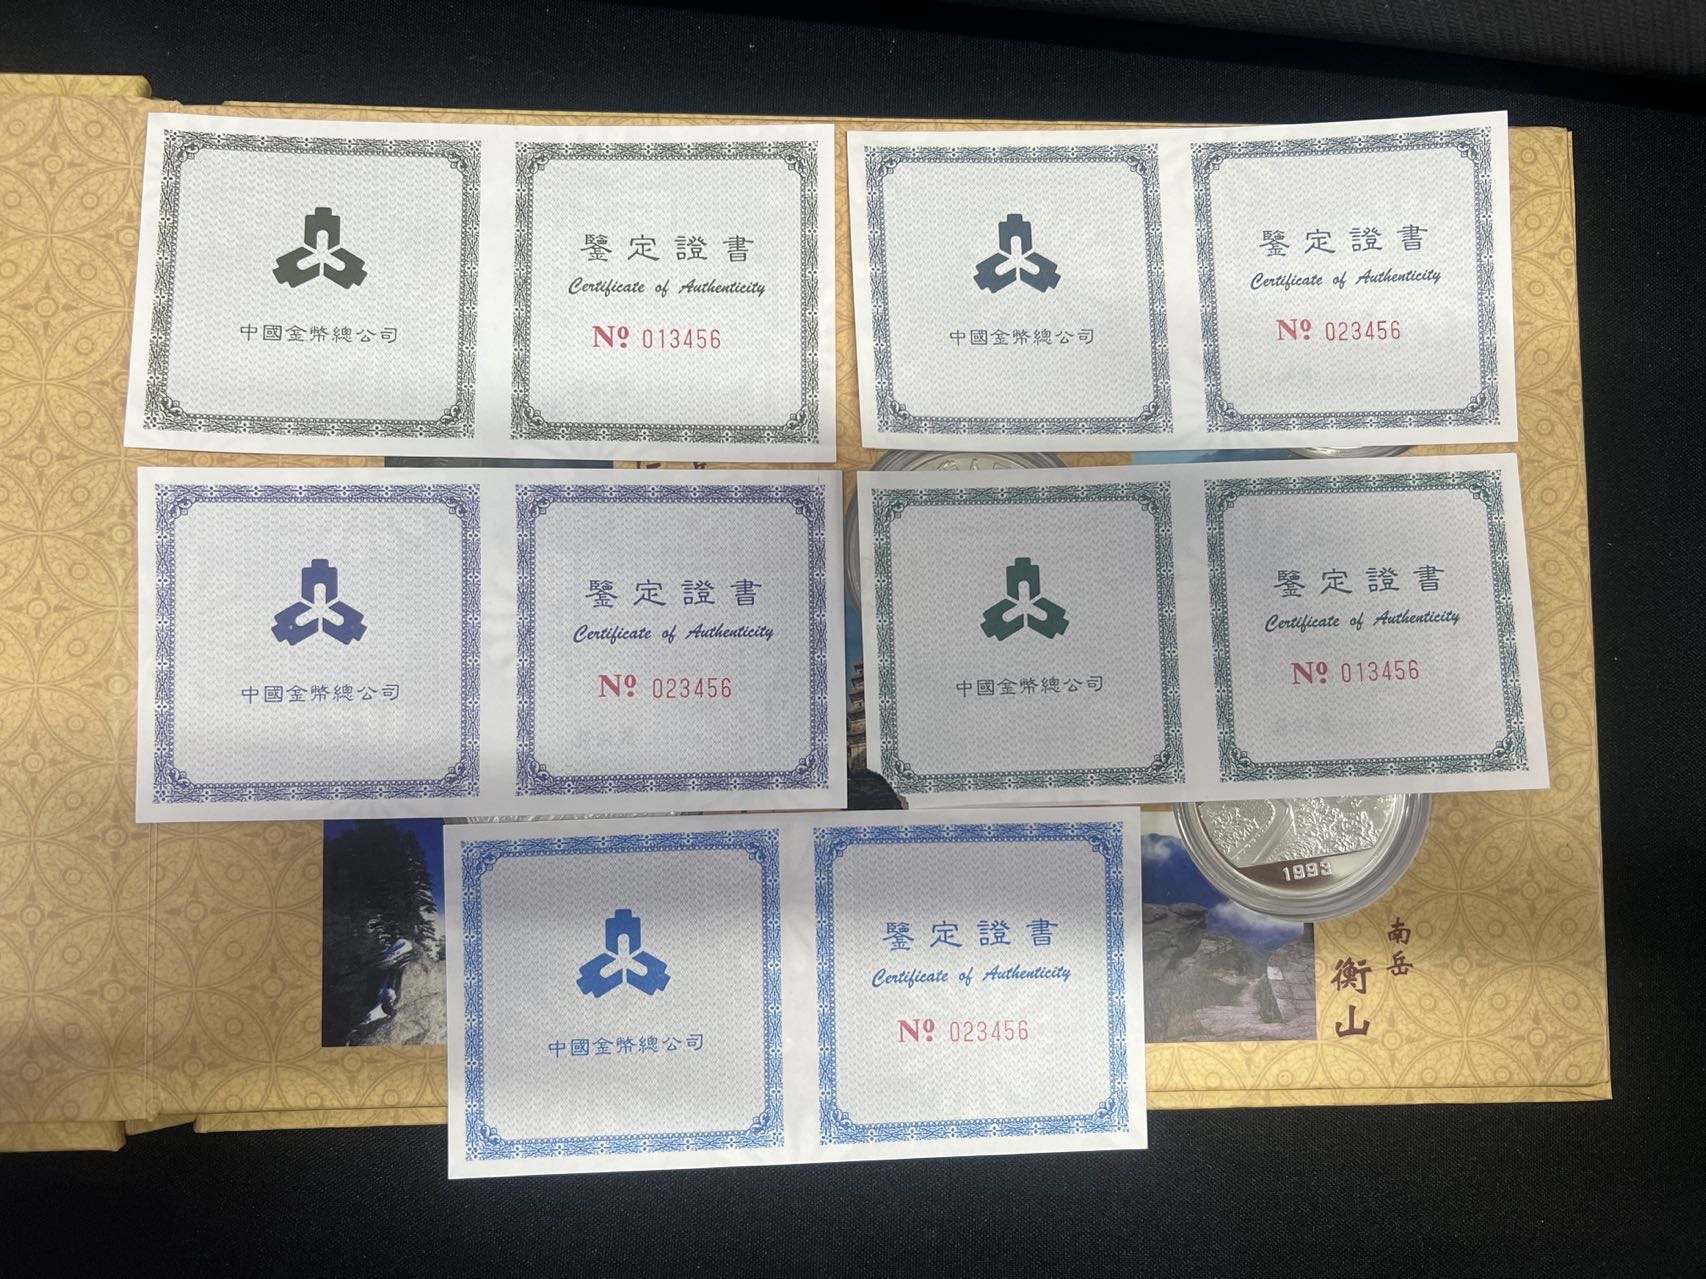 中國金幣總公司
鑒定證書
Certificate of Authenticity
Nº 013456
中國金幣總公司
鑒定證書
Certificate of Authenticity
Nº 023456
中國金幣總公司
鑒定證書
Certificate of Authenticity
Nº 023456
中國金幣總公司
鑒定證書
Certificate of Authenticity
Nº 013456
中國金幣總公司
鑒定證書
Certificate of Authenticity
Nº 023456
1993
南岳
衡山